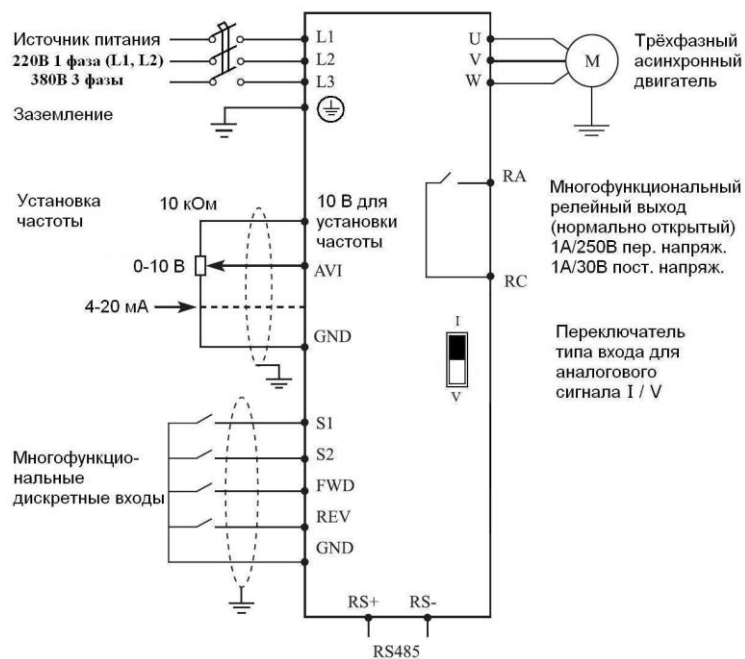 Источник питания
220В 1 фаза (L1, L2)
380В 3 фазы
Заземление
L1
L2
L3
U
V
W
M
Трёхфазный
асинхронный
двигатель
Установка
частоты
10 кОм
0-10 В
4-20 мА
10 В для
установки
частоты
AVI
GND
RA
RC
Многофункциональный
релейный выход
(нормально открытый)
1А/250В пер. напряж.
1А/30В пост. напряж.
I
V
Переключатель
типа входа для
аналогового
сигнала I / V
Многофункцио-
нальные
дискретные входы
S1
S2
FWD
REV
GND
RS+ RS-
RS485